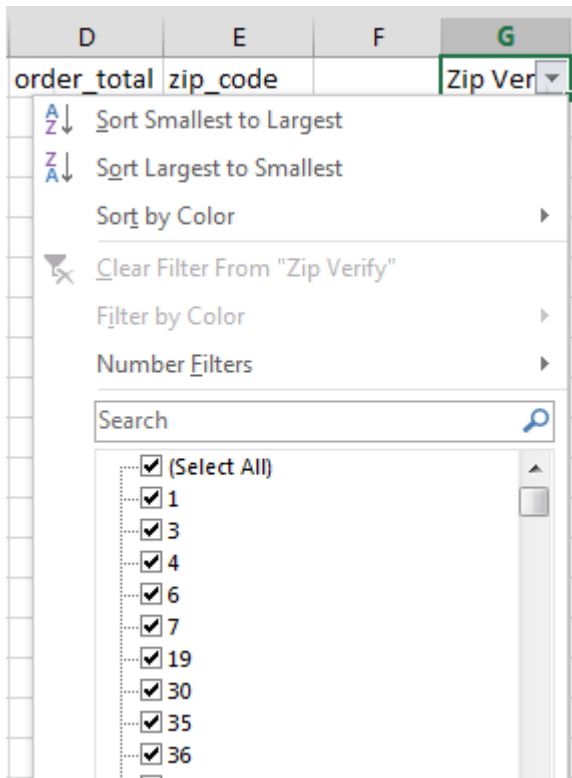 D E F G
order_total zip_code Zip Ver
Sort Smallest to Largest
Sort Largest to Smallest
Sort by Color
Clear Filter From "Zip Verify"
Filter by Color
Number Filters
Search
(Select All)
1
3
4
6
7
19
30
35
36